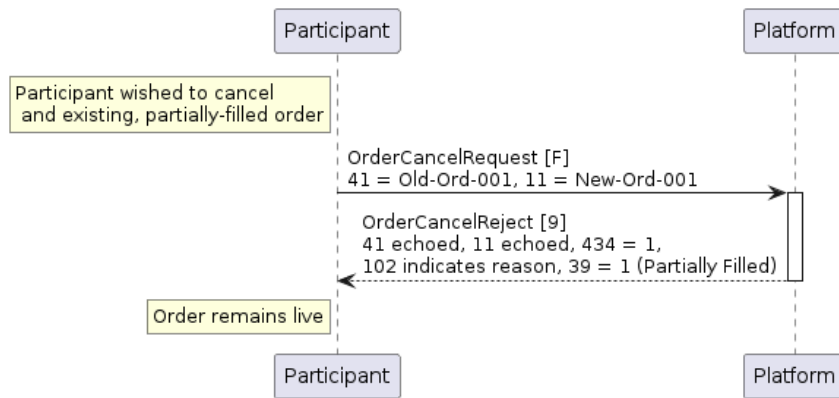 Participant
Platform
Participant wished to cancel
and existing, partially-filled order
OrderCancelRequest [F]
41 = Old-Ord-001, 11 = New-Ord-001
OrderCancelReject [9]
41 echoed, 11 echoed, 434 = 1,
102 indicates reason, 39 = 1 (Partially Filled)
Order remains live
Participant
Platform